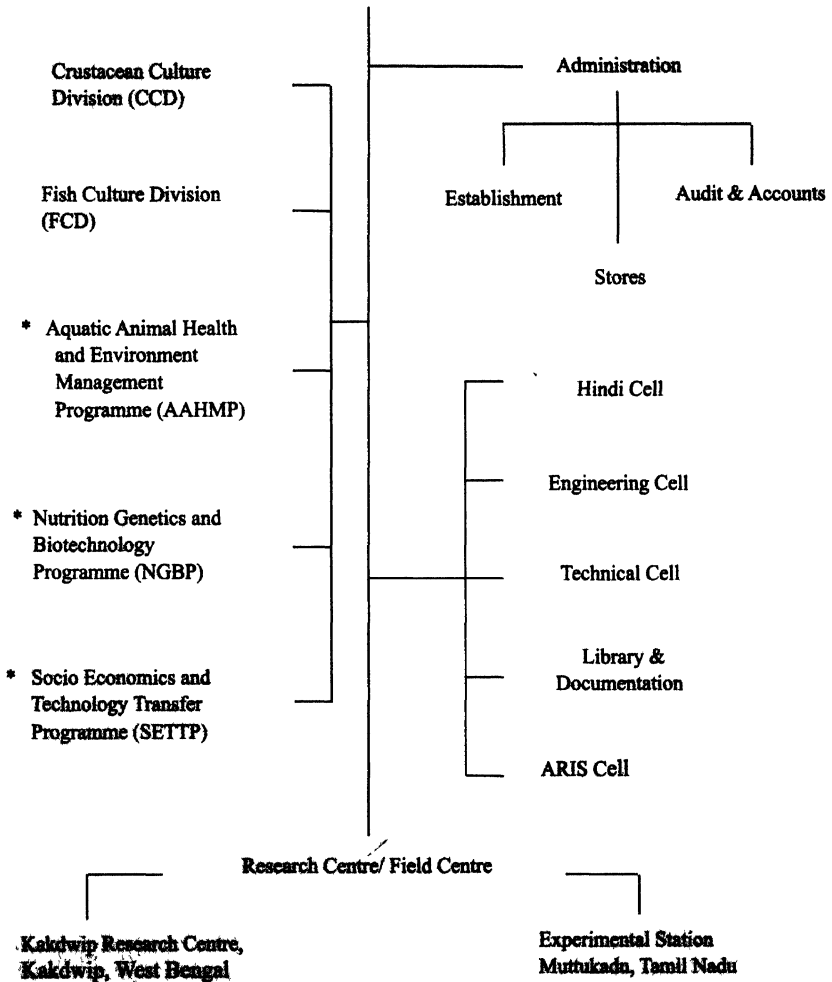 Crustacean Culture
Division (CCD)
Fish Culture Division
(FCD)
* Aquatic Animal Health
and Environment
Management
Programme (AAHMP)
* Nutrition Genetics and
Biotechnology
Programme (NGBP)
* Socio Economics and
Technology Transfer
Programme (SETTP)
Administration
Establishment
Audit & Accounts
Stores
Hindi Cell
Engineering Cell
Technical Cell
Library &
Documentation
ARIS Cell
Research Centre/ Field Centre
Kakdwip Research Centre,
Kakdwip, West Bengal
Experimental Station
Muttukadu, Tamil Nadu